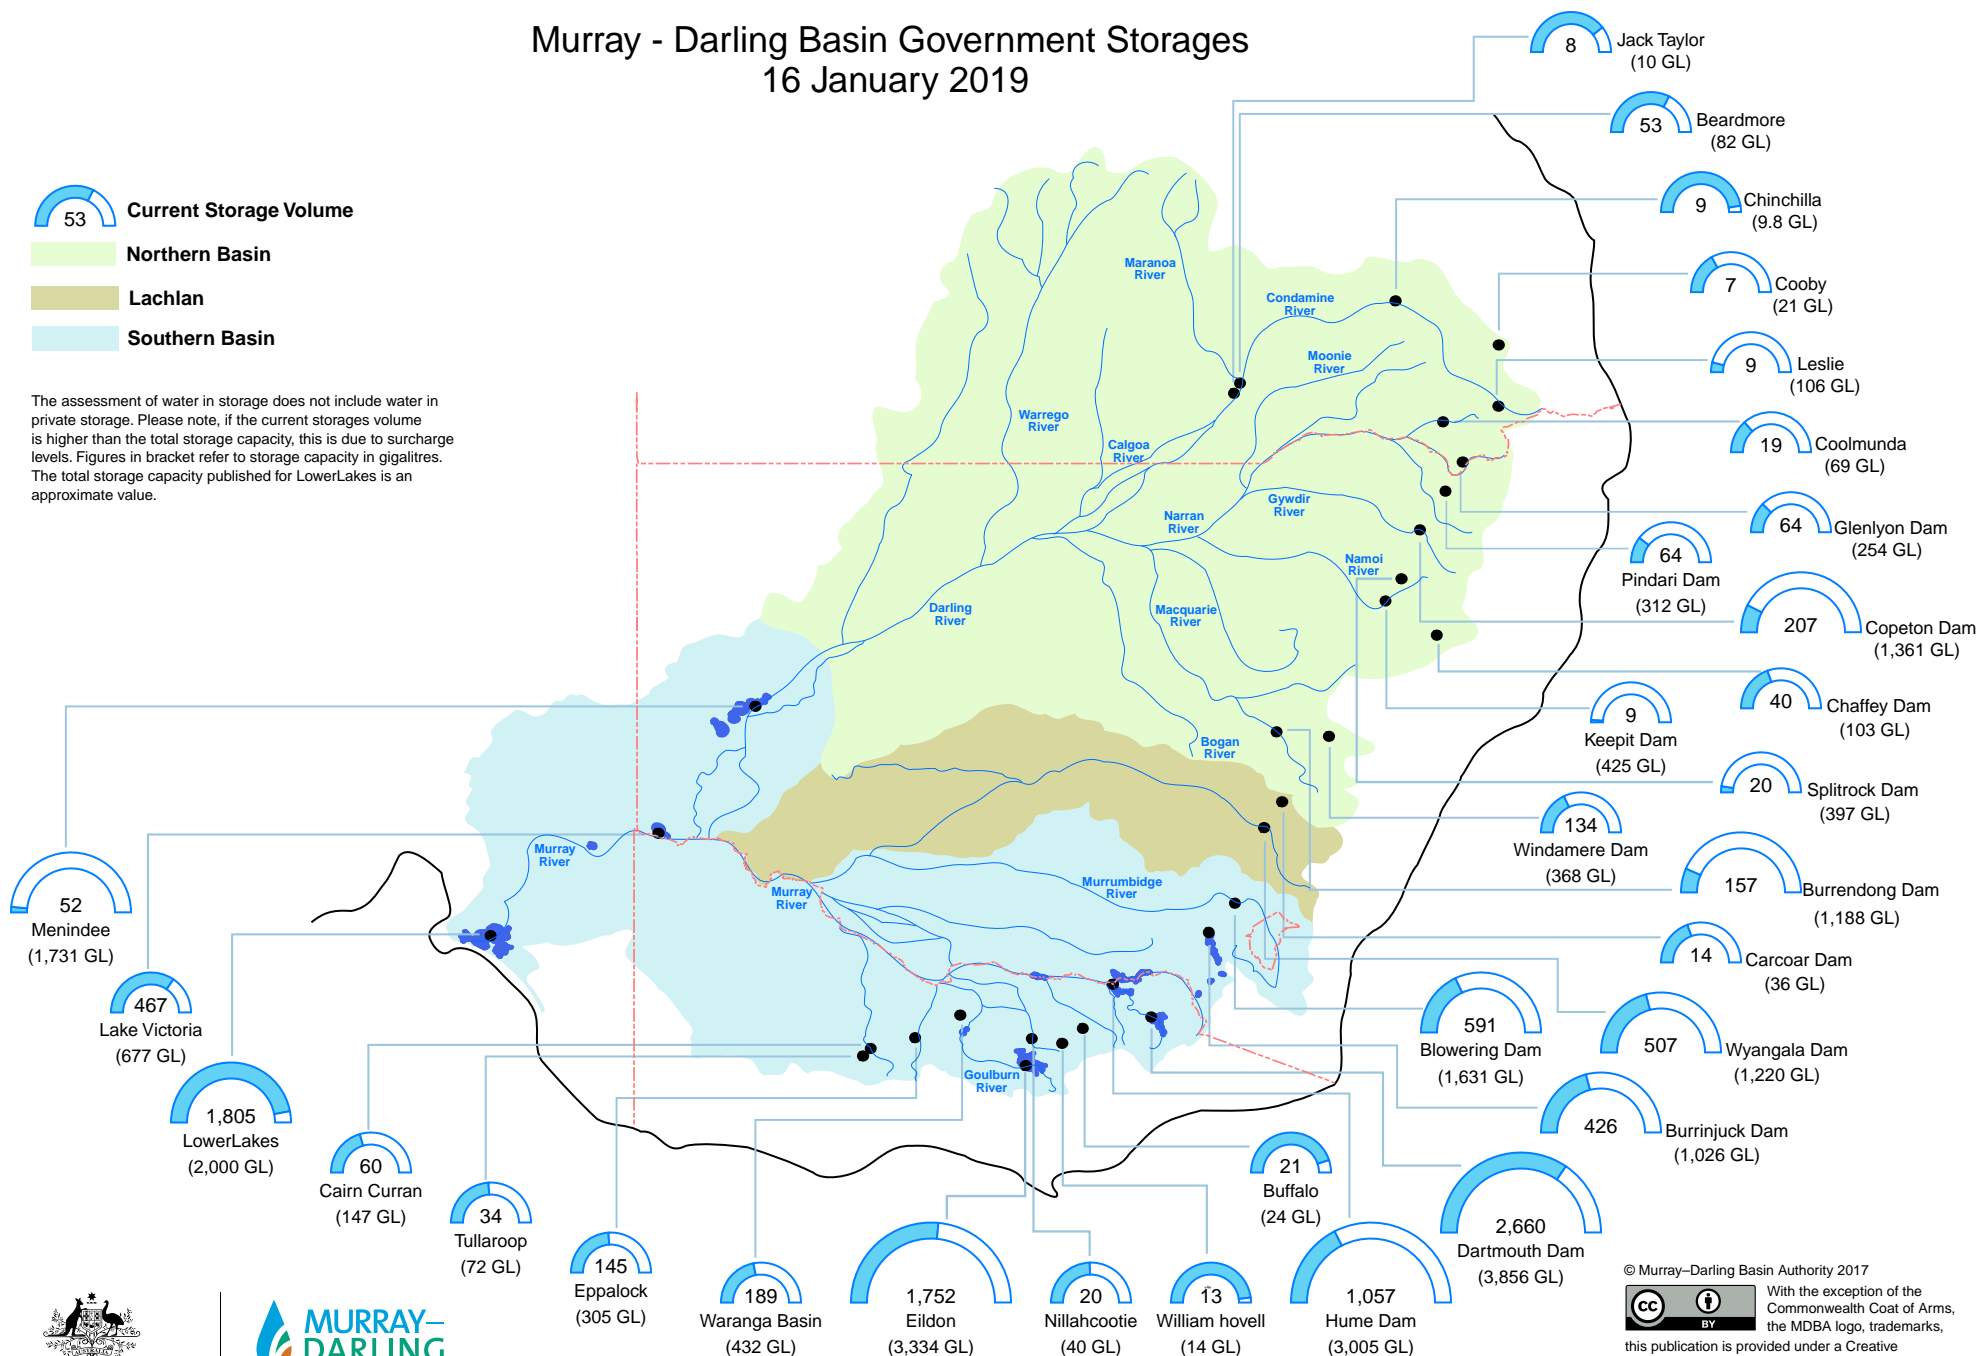 Murray - Darling Basin Government Storages
16 January 2019
53
Current Storage Volume
Northern Basin
Lachlan
Southern Basin
The assessment of water in storage does not include water in
private storage. Please note, if the current storages volume
is higher than the total storage capacity, this is due to surcharge
levels. Figures in bracket refer to storage capacity in gigalitres.
The total storage capacity published for LowerLakes is an
approximate value.
8
Jack Taylor
(10 GL)
53
Beardmore
(82 GL)
9
Chinchilla
(9.8 GL)
7
Cooby
(21 GL)
9
Leslie
(106 GL)
19
Coolmunda
(69 GL)
64
Glenlyon Dam
(254 GL)
64
Pindari Dam
(312 GL)
207
Copeton Dam
(1,361 GL)
40
Chaffey Dam
(103 GL)
9
Keepit Dam
(425 GL)
20
Splitrock Dam
(397 GL)
134
Windamere Dam
(368 GL)
157
Burrendong Dam
(1,188 GL)
14
Carcoar Dam
(36 GL)
591
Blowering Dam
(1,631 GL)
507
Wyangala Dam
(1,220 GL)
426
Burrinjuck Dam
(1,026 GL)
2,660
Dartmouth Dam
(3,856 GL)
21
Buffalo
(24 GL)
1,057
Hume Dam
(3,005 GL)
13
William hovell
(14 GL)
20
Nillahcootie
(40 GL)
1,752
Eildon
(3,334 GL)
189
Waranga Basin
(432 GL)
145
Eppalock
(305 GL)
34
Tullaroop
(72 GL)
60
Cairn Curran
(147 GL)
1,805
LowerLakes
(2,000 GL)
467
Lake Victoria
(677 GL)
52
Menindee
(1,731 GL)
Maranoa
River
Condamine
River
Moonie
River
Warrego
River
Calgoa
River
Gywdir
River
Narran
River
Namoi
River
Darling
River
Macquarie
River
Bogan
River
Murray
River
Murray
River
Murrumbidge
River
Goulburn
River
AUSTRALIA
MURRAY–
DARLING
© Murray–Darling Basin Authority 2017
cc
BY
With the exception of the
Commonwealth Coat of Arms,
the MDBA logo, trademarks,
this publication is provided under a Creative